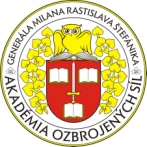 GENERÁLA MILANA RASTISLAVA ŠTEFÁNIKA
AKADÉMIA OZBROJENÝCH SÍL